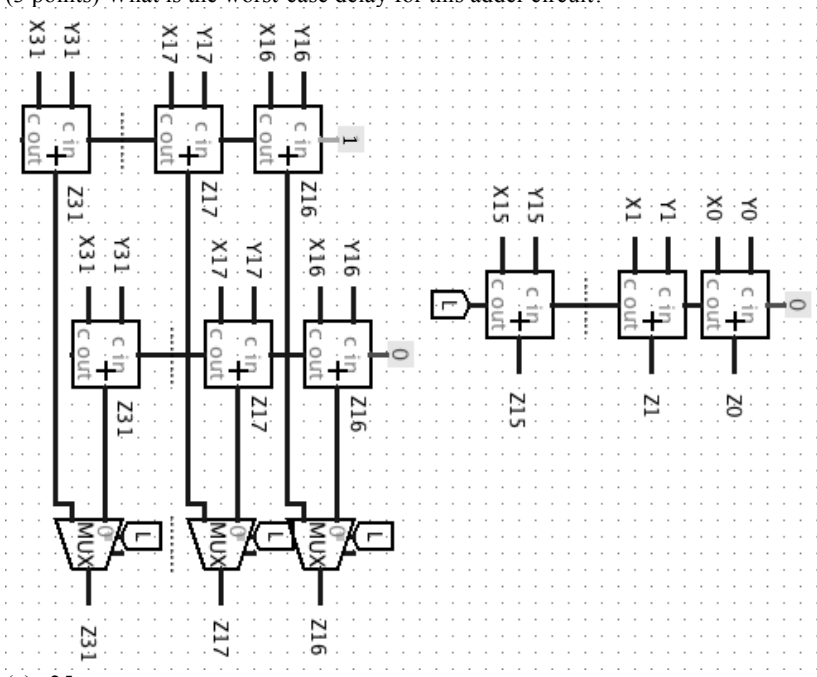 (5 points) What is the worst-case delay for this adder circuit?
X31 Y31 X17 Y17 X16 Y16
c out c in + c out c in + c out c in + 1
Z31 Z17 Z16
X15 Y15 X1 Y1 X0 Y0
L c out c in + c out c in + c out c in + 0
Z15 Z1 Z0
X31 Y31 X17 Y17 X16 Y16
c out c in + c out c in + c out c in + 0
Z31 Z17 Z16
MUX 0 L MUX 0 L MUX 0 L
Z31 Z17 Z16